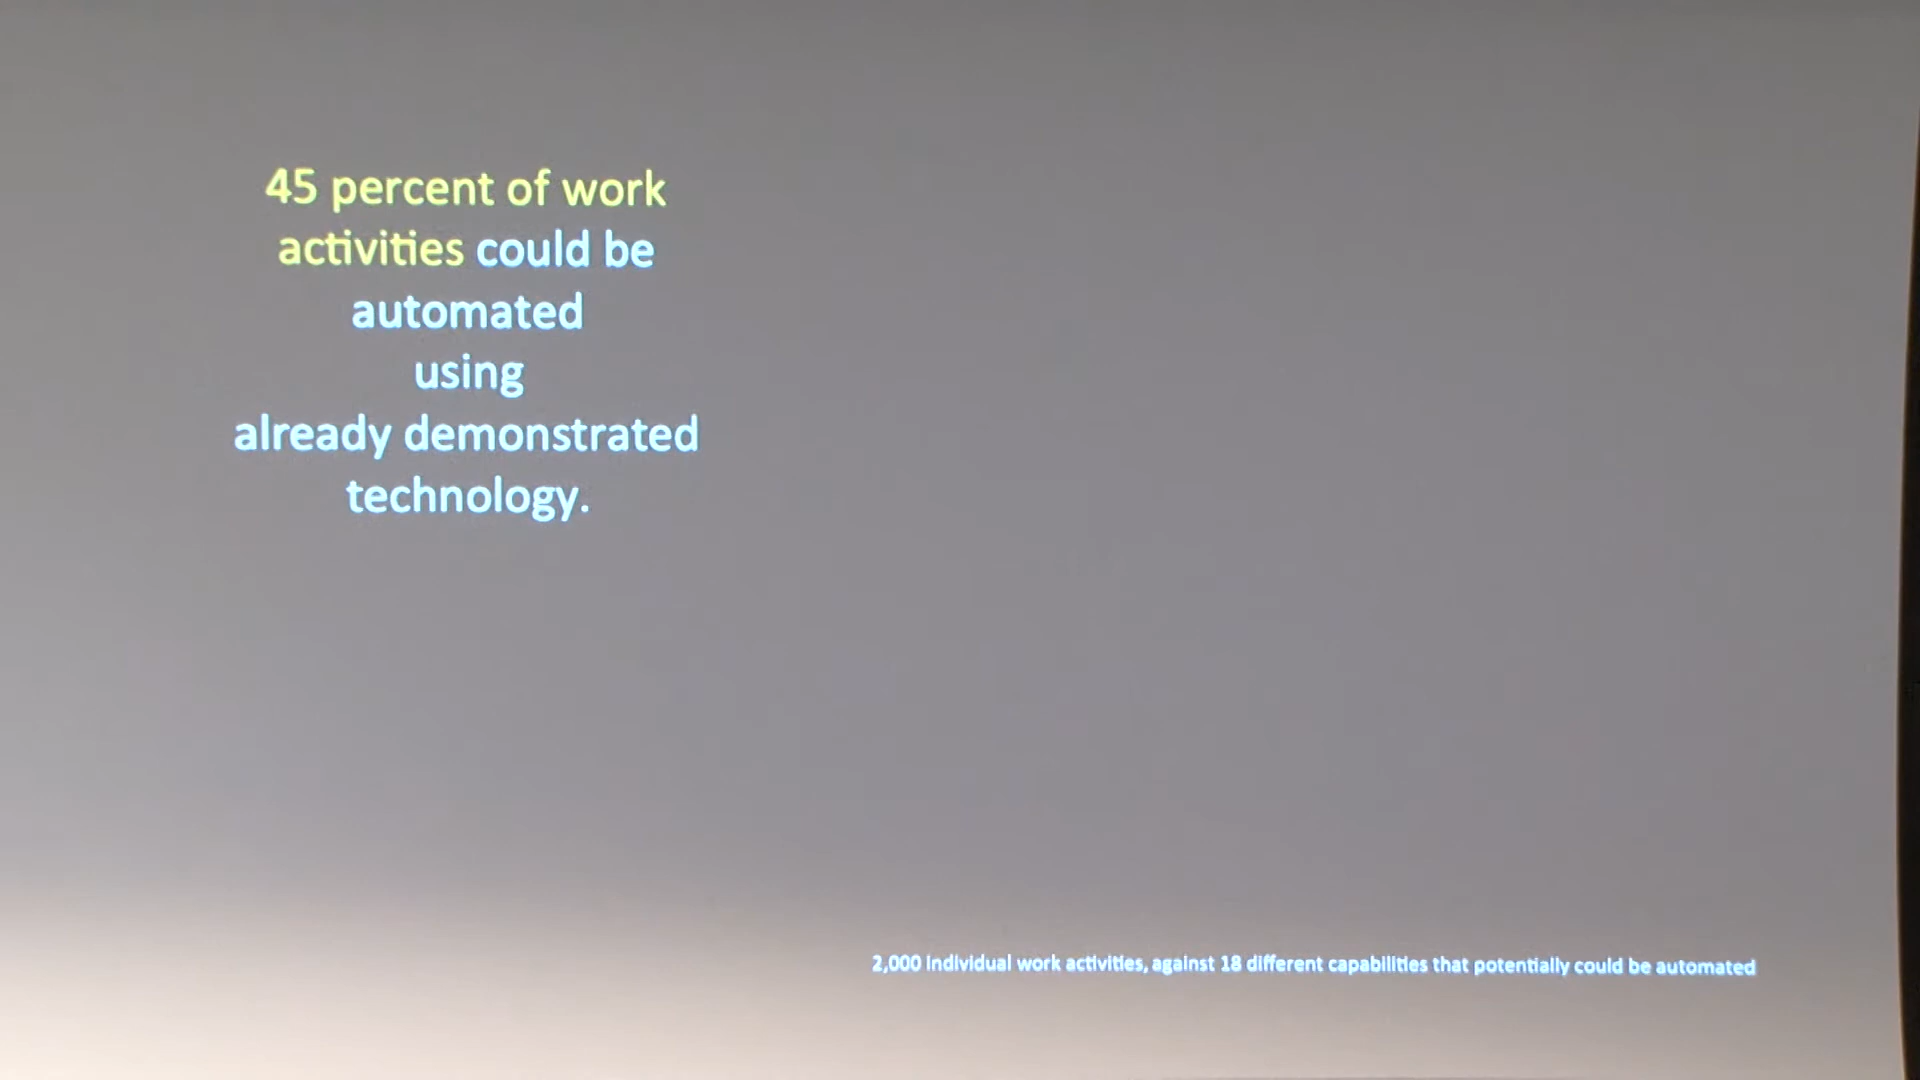 45 percent of work
activities could be
automated
using
already demonstrated
technology.
2,000 individual work activities, against 18 different capabilities that potentially could be automated